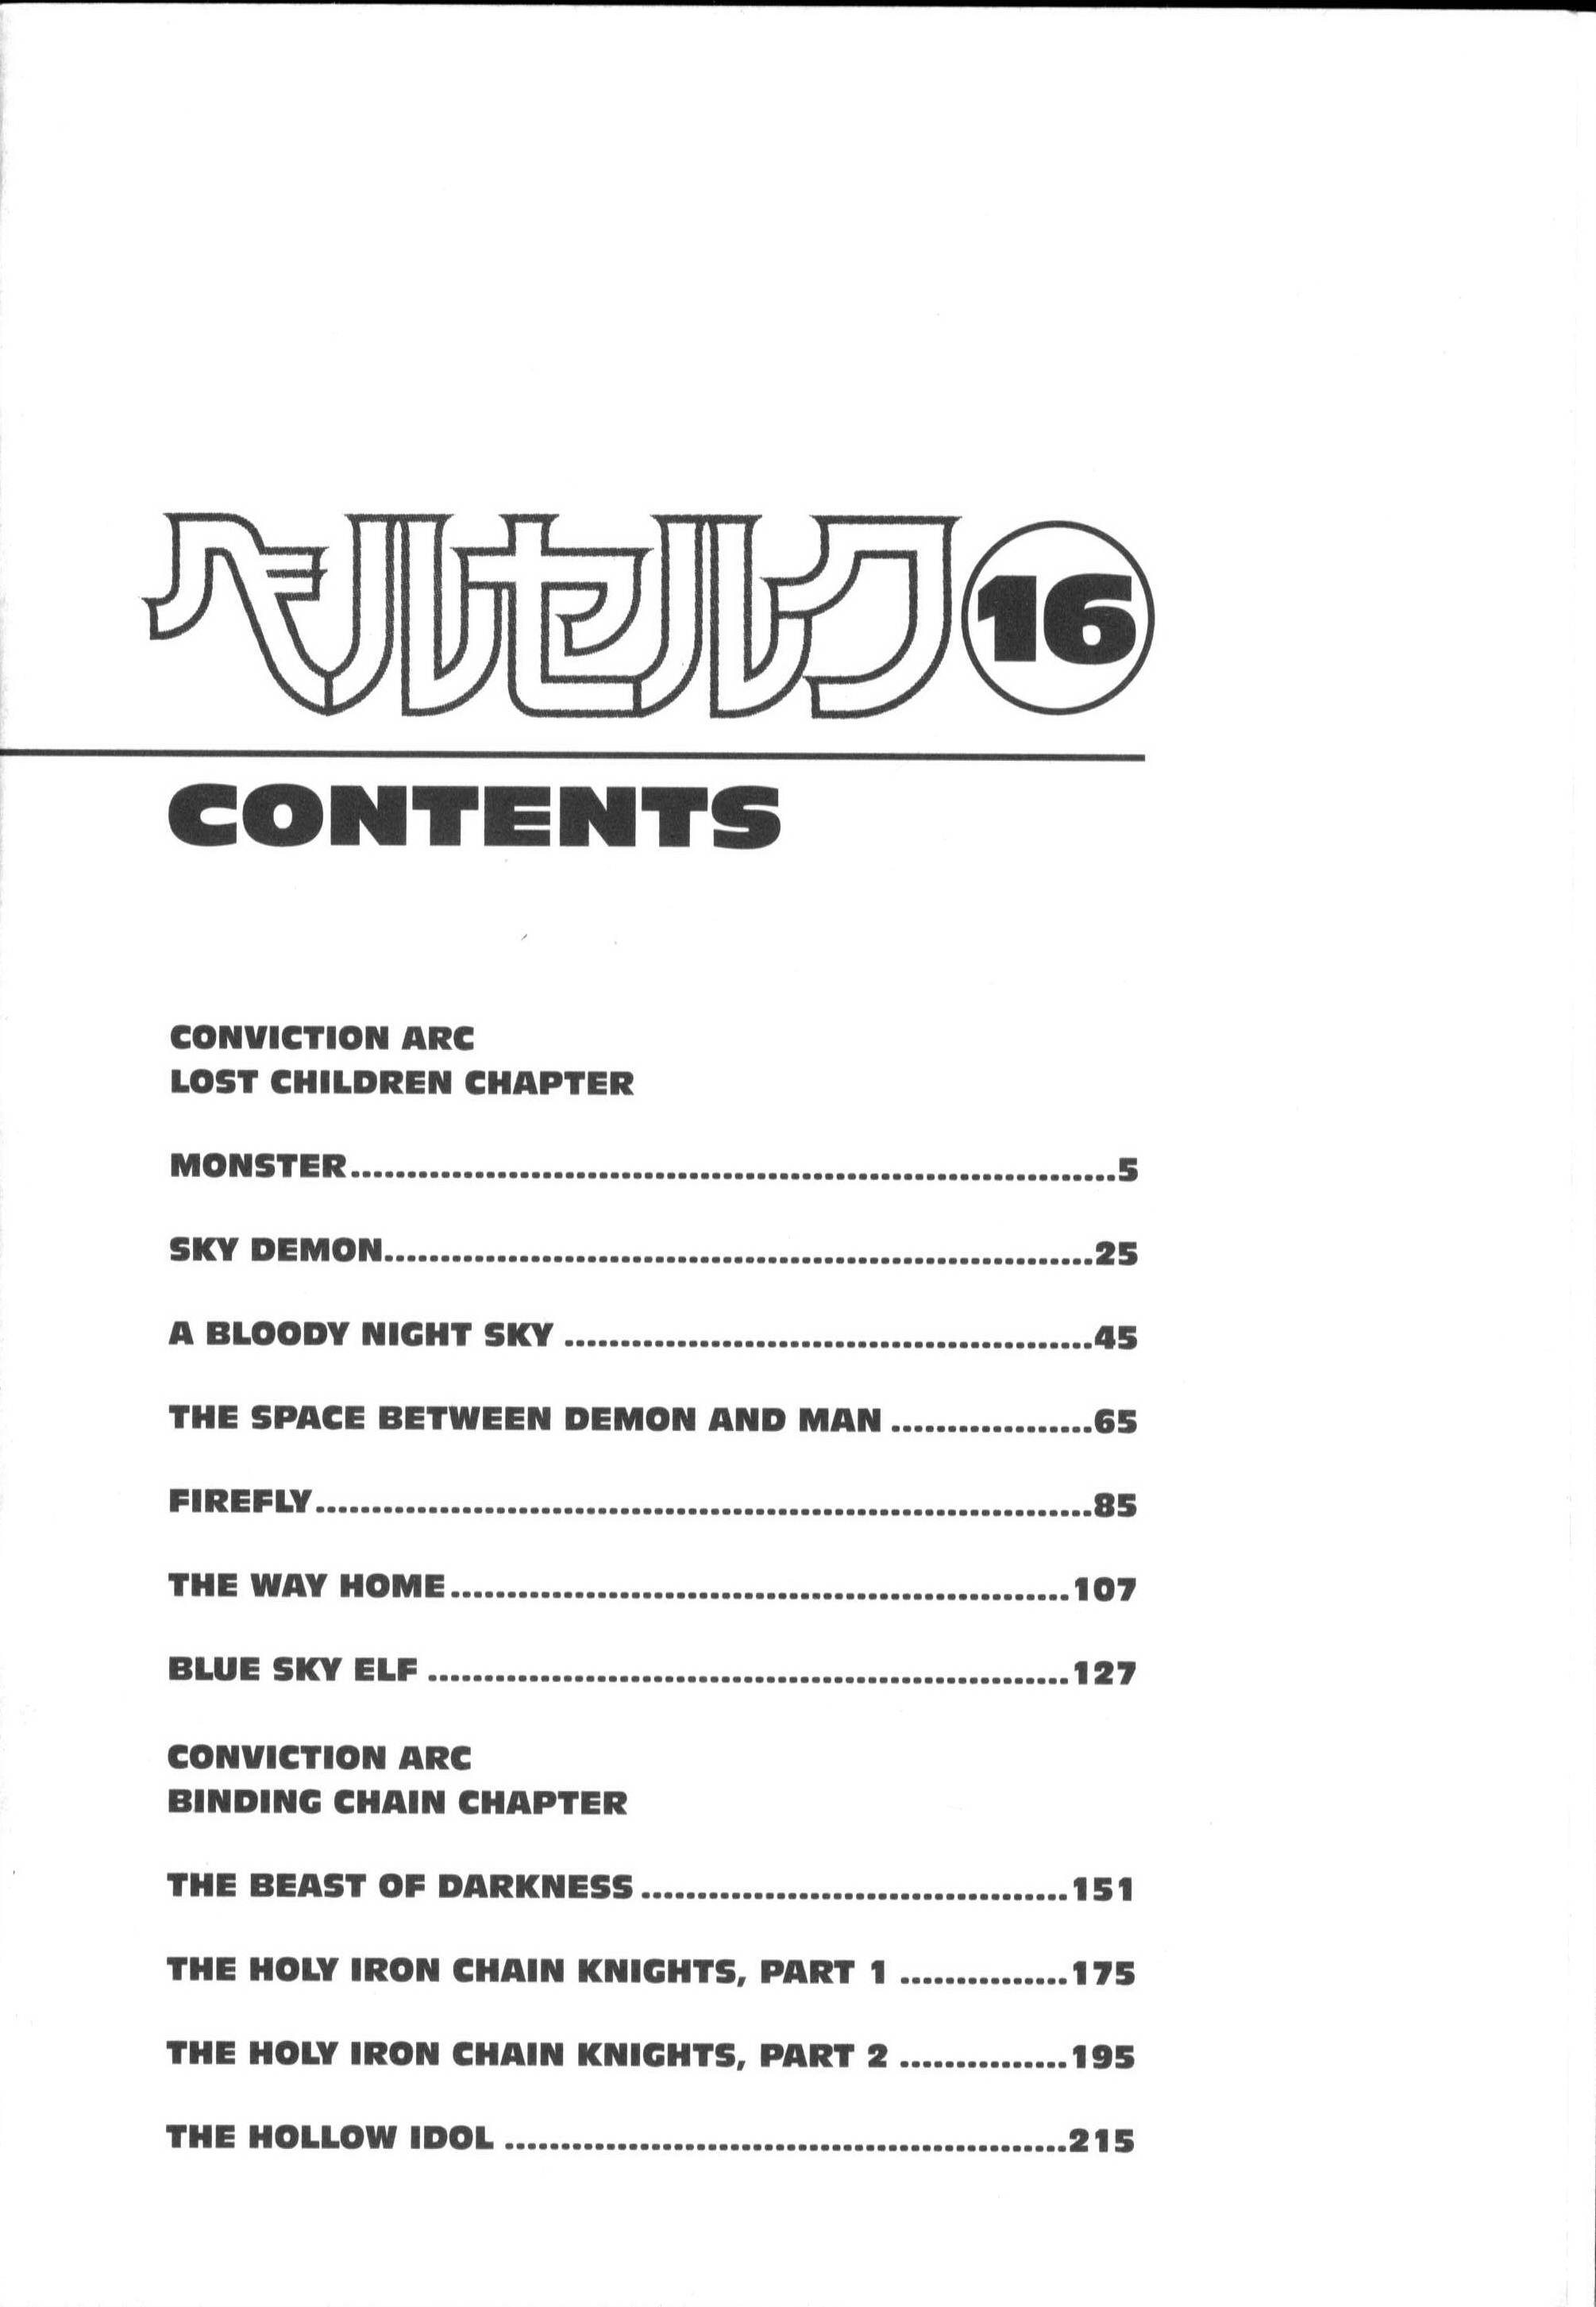 ベルセルク 16
CONTENTS
CONVICTION ARC
LOST CHILDREN CHAPTER
MONSTER....................................................................5
SKY DEMON...............................................................25
A BLOODY NIGHT SKY ...............................................45
THE SPACE BETWEEN DEMON AND MAN ..................65
FIREFLY.....................................................................85
THE WAY HOME.......................................................107
BLUE SKY ELF .........................................................127
CONVICTION ARC
BINDING CHAIN CHAPTER
THE BEAST OF DARKNESS......................................151
THE HOLY IRON CHAIN KNIGHTS, PART 1 ...............175
THE HOLY IRON CHAIN KNIGHTS, PART 2 ...............195
THE HOLLOW IDOL ..................................................215